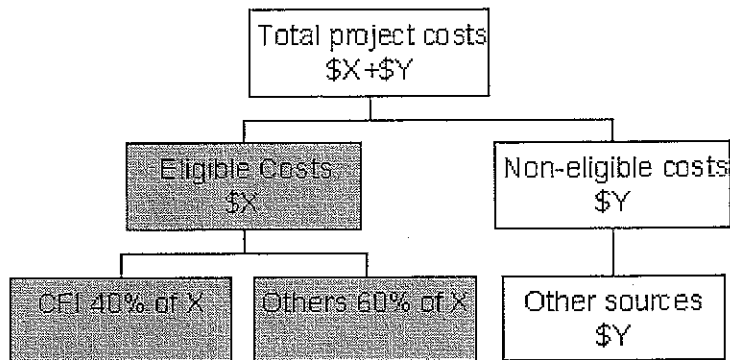 Total project costs
$X+$Y
Eligible Costs
$X
Non-eligible costs
$Y
CFI 40% of X
Others 60% of X
Other sources
$Y